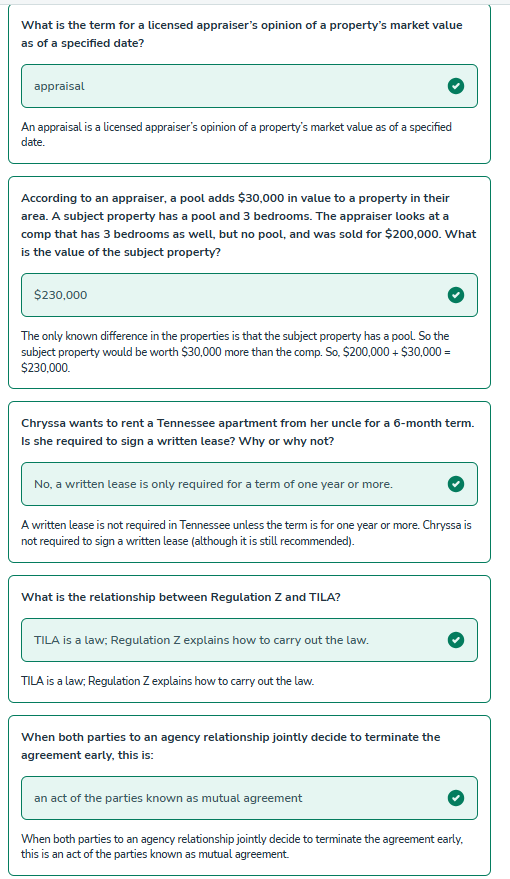 What is the term for a licensed appraiser's opinion of a property's market value
as of a specified date?
appraisal
An appraisal is a licensed appraiser's opinion of a property's market value as of a specified
date.
According to an appraiser, a pool adds $30,000 in value to a property in their
area. A subject property has a pool and 3 bedrooms. The appraiser looks at a
comp that has 3 bedrooms as well, but no pool, and was sold for $200,000. What
is the value of the subject property?
$230,000
The only known difference in the properties is that the subject property has a pool. So the
subject property would be worth $30,000 more than the comp. So, $200,000 + $30,000 =
$230,000.
Chryssa wants to rent a Tennessee apartment from her uncle for a 6-month term.
Is she required to sign a written lease? Why or why not?
No, a written lease is only required for a term of one year or more.
A written lease is not required in Tennessee unless the term is for one year or more. Chryssa is
not required to sign a written lease (although it is still recommended).
What is the relationship between Regulation Z and TILA?
TILA is a law; Regulation Z explains how to carry out the law.
TILA is a law; Regulation Z explains how to carry out the law.
When both parties to an agency relationship jointly decide to terminate the
agreement early, this is:
an act of the parties known as mutual agreement
When both parties to an agency relationship jointly decide to terminate the agreement early,
this is an act of the parties known as mutual agreement.